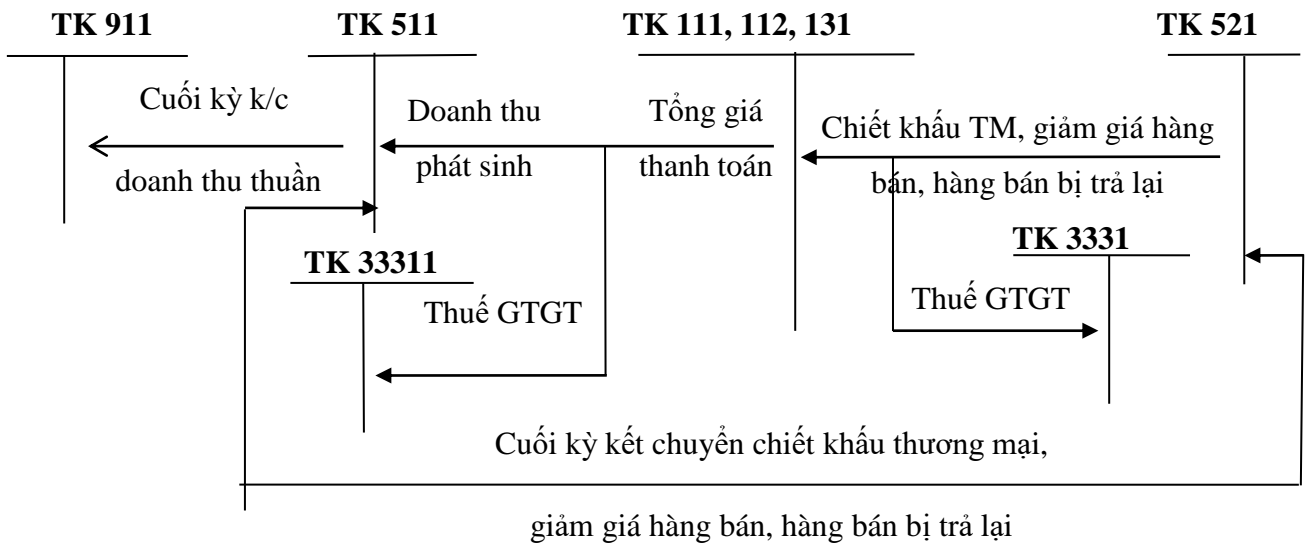 TK 911 TK 511 TK 111, 112, 131 TK 521
Cuối kỳ k/c
doanh thu thuần
Doanh thu
phát sinh
Tổng giá
thanh toán
Chiết khấu TM, giảm giá hàng
bán, hàng bán bị trả lại
TK 33311
Thuế GTGT
TK 3331
Thuế GTGT
Cuối kỳ kết chuyển chiết khấu thương mại,
giảm giá hàng bán, hàng bán bị trả lại